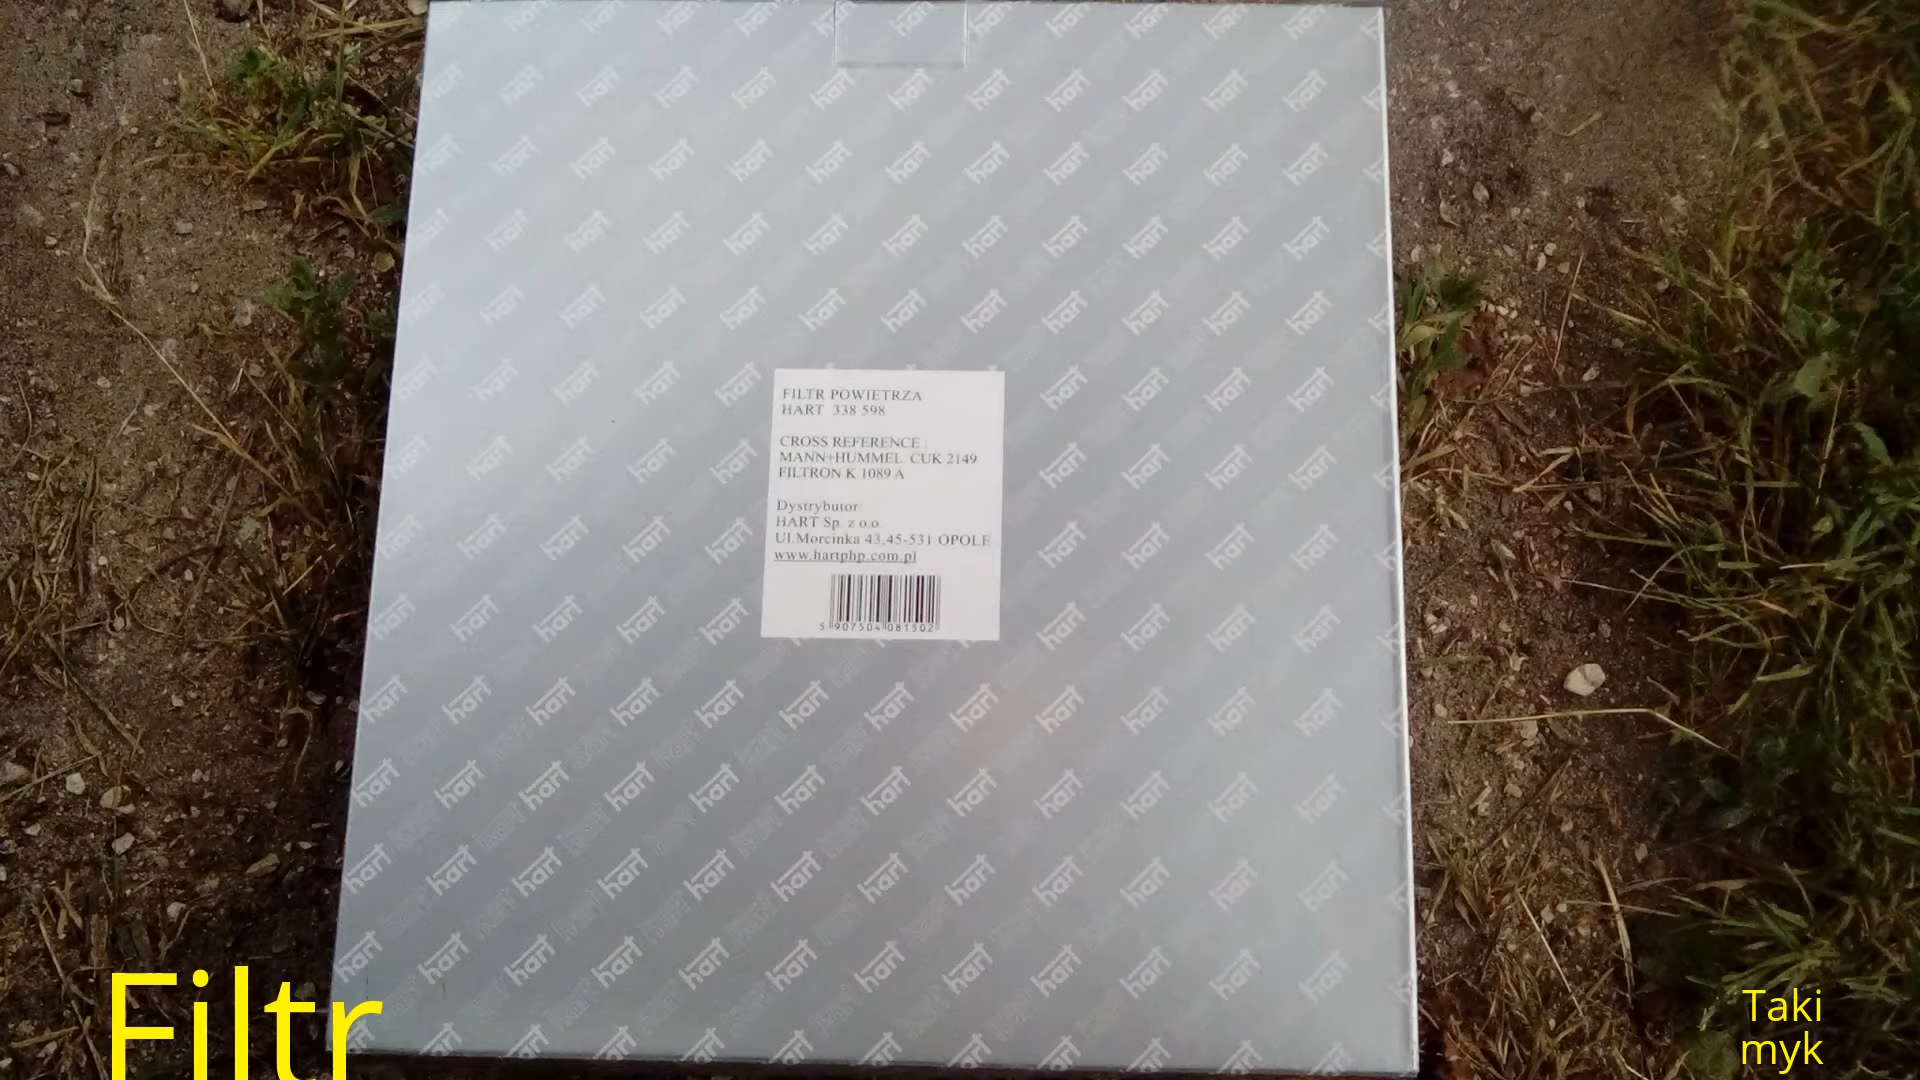 hart
FILTR POWIETRZA
HART 338 598
CROSS REFERENCE :
MANN+HUMMEL CUK 2149
FILTRON K 1089 A
Dystrybutor
HART Sp. z o.o.
Ul.Morcinka 43,45-531 OPOLE
www.hartphp.com.pl
5 907504 081502
Filtr
Taki
myk